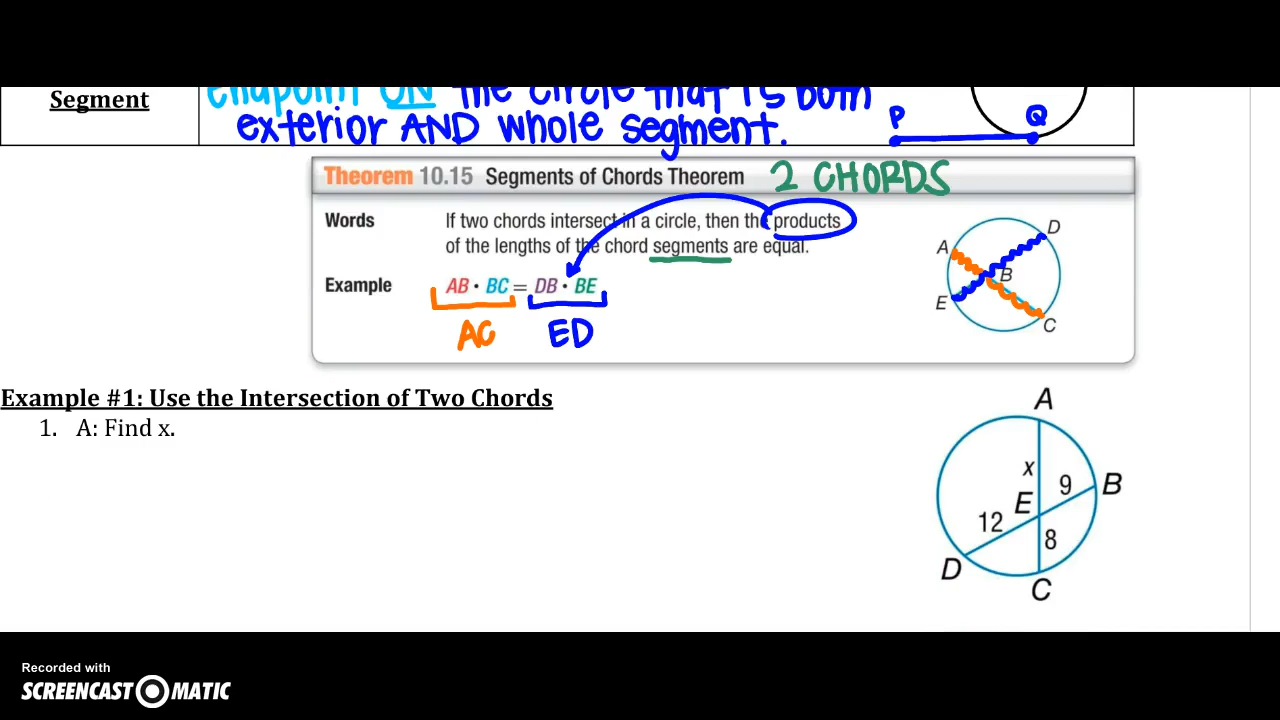 Segment
endpoint ON the circle that is both
exterior AND whole segment.
P
Q
Theorem 10.15 Segments of Chords Theorem 2 CHORDS
Words If two chords intersect in a circle, then the products
of the lengths of the chord segments are equal.
Example AB · BC = DB · BE
AC ED
A
D
B
E
C
Example #1: Use the Intersection of Two Chords
1. A: Find x.
A
x
9
B
E
12
8
D
C
Recorded with
SCREENCAST-O-MATIC